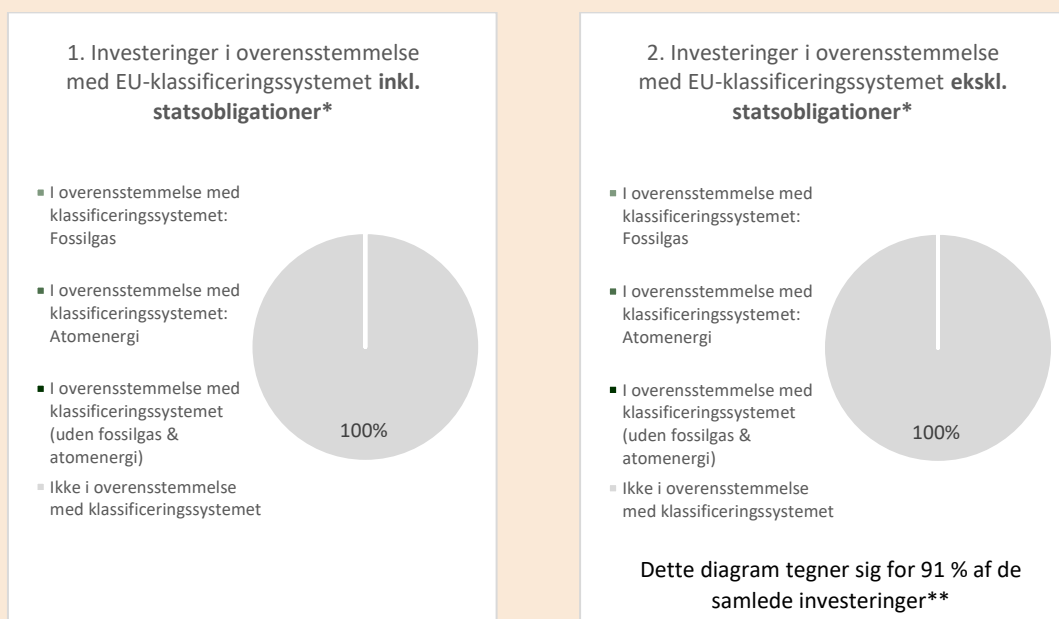 1. Investeringer i overensstemmelse
med EU-klassificeringssystemet inkl.
statsobligationer*
I overensstemmelse med
klassificeringssystemet:
Fossilgas
I overensstemmelse med
klassificeringssystemet:
Atomenergi
I overensstemmelse med
klassificeringssystemet
(uden fossilgas &
atomenergi)
Ikke i overensstemmelse
med klassificeringssystemet
100%
2. Investeringer i overensstemmelse
med EU-klassificeringssystemet ekskl.
statsobligationer*
I overensstemmelse med
klassificeringssystemet:
Fossilgas
I overensstemmelse med
klassificeringssystemet:
Atomenergi
I overensstemmelse med
klassificeringssystemet
(uden fossilgas &
atomenergi)
Ikke i overensstemmelse
med klassificeringssystemet
100%
Dette diagram tegner sig for 91 % af de
samlede investeringer**